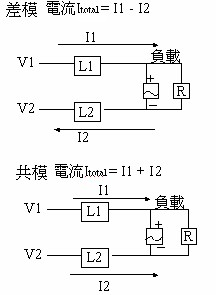 差模 電流Itotal = I1 - I2
I1
V1 L1 負載
+
R
V2 L2 −
I2
共模 電流Itotal = I1 + I2
I1
V1 L1 負載
+
R
V2 L2 −
I2